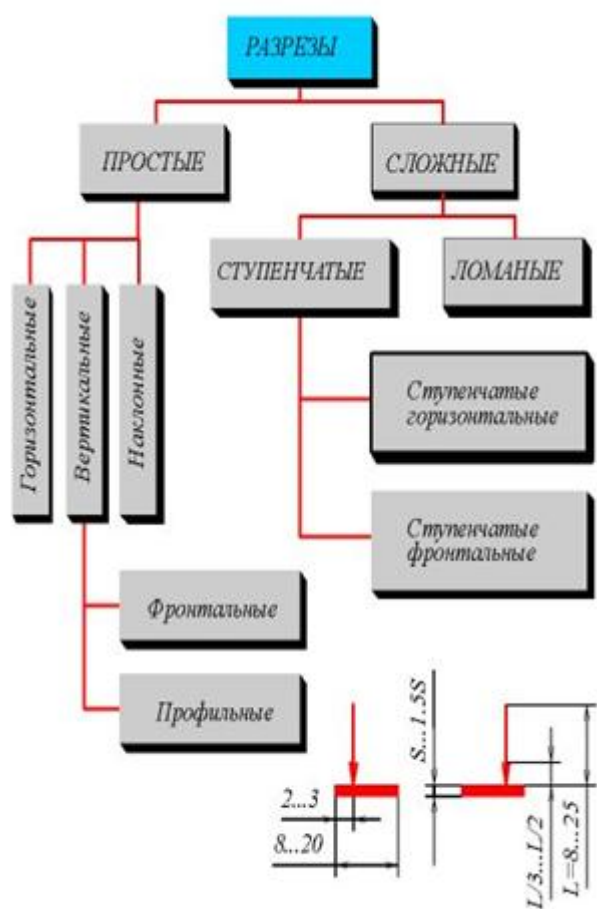 РАЗРЕЗЫ
ПРОСТЫЕ
СЛОЖНЫЕ
СТУПЕНЧАТЫЕ
ЛОМАНЫЕ
Горизонтальные
Вертикальные
Наклонные
Ступенчатые
горизонтальные
Ступенчатые
фронтальные
Фронтальные
Профильные
2...3
8...20
S...1.5S
L/3...L/2
L=8...25